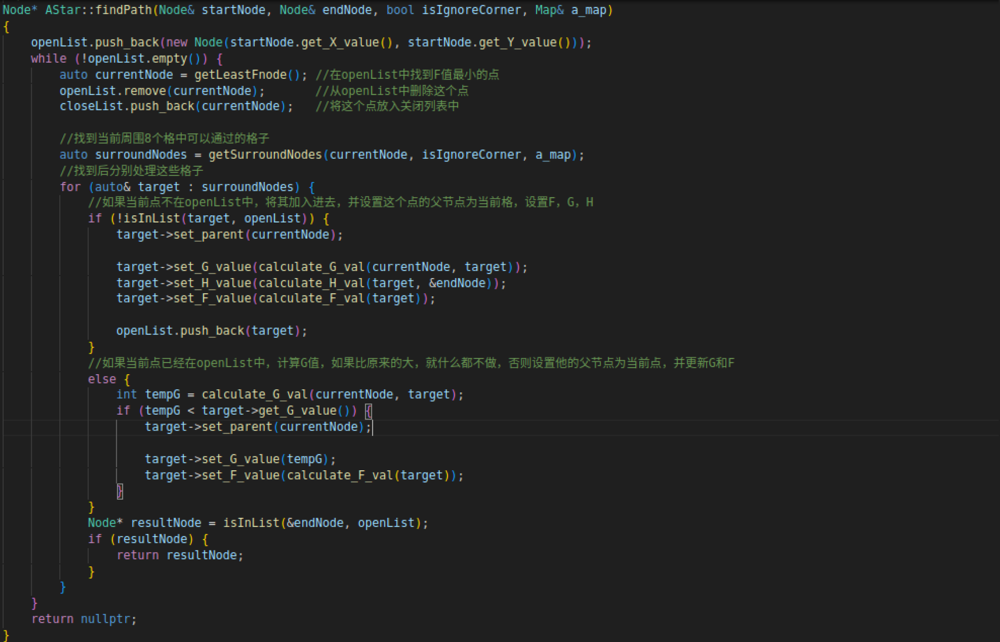 Node* AStar::findPath(Node& startNode, Node& endNode, bool isIgnoreCorner, Map& a_map)
{
    openList.push_back(new Node(startNode.get_X_value(), startNode.get_Y_value()));
    while (!openList.empty()) {
        auto currentNode = getLeastFnode(); //在openList中找到F值最小的点
        openList.remove(currentNode);       //从openList中删除这个点
        closeList.push_back(currentNode);   //将这个点放入关闭列表中

        //找到当前周围8个格中可以通过的格子
        auto surroundNodes = getSurroundNodes(currentNode, isIgnoreCorner, a_map);
        //找到后分别处理这些格子
        for (auto& target : surroundNodes) {
            //如果当前点不在openList中，将其加入进去，并设置这个点的父节点为当前格，设置F，G，H
            if (!isInList(target, openList)) {
                target->set_parent(currentNode);

                target->set_G_value(calculate_G_val(currentNode, target));
                target->set_H_value(calculate_H_val(target, &endNode));
                target->set_F_value(calculate_F_val(target));

                openList.push_back(target);
            }
            //如果当前点已经在openList中，计算G值，如果比原来的大，就什么都不做，否则设置他的父节点为当前点，并更新G和F
            else {
                int tempG = calculate_G_val(currentNode, target);
                if (tempG < target->get_G_value()) {
                    target->set_parent(currentNode);

                    target->set_G_value(tempG);
                    target->set_F_value(calculate_F_val(target));
                }
            }
            Node* resultNode = isInList(&endNode, openList);
            if (resultNode) {
                return resultNode;
            }
        }
    }
    return nullptr;
}